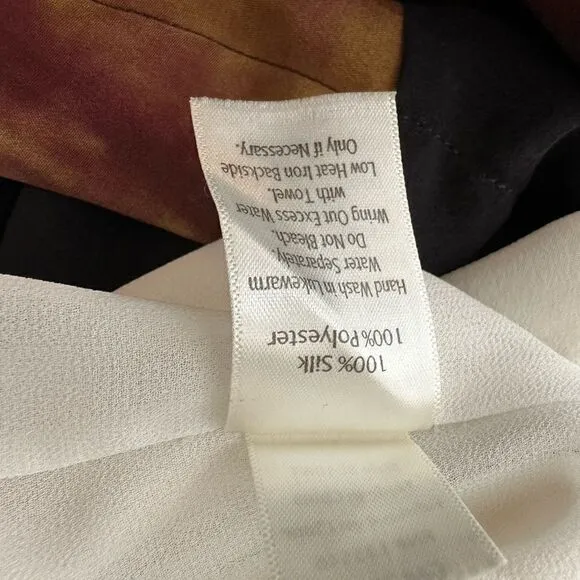 100% Silk
100% Polyester
Hand Wash in Lukewarm
Water Separately.
Do Not Bleach.
Wring Out Excess Water
with Towel.
Low Heat Iron Backside
Only if Necessary.